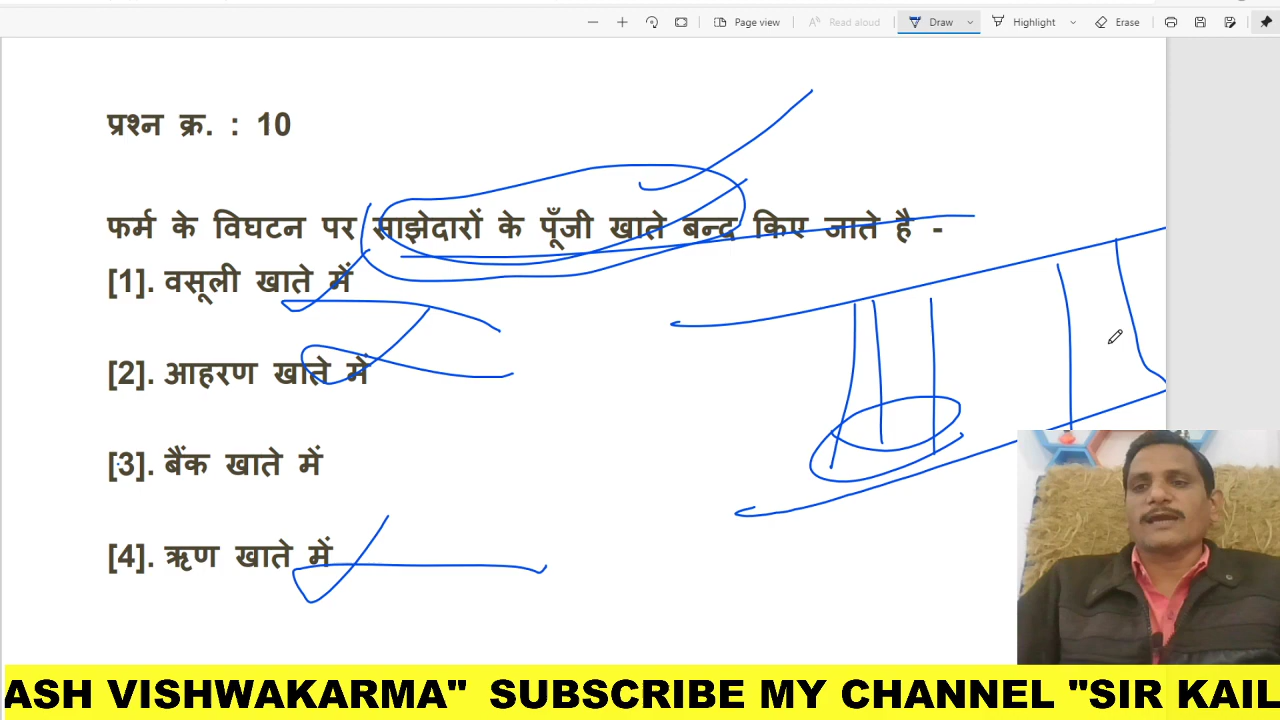 Page view
Read aloud
Draw
Highlight
Erase
प्रश्न क्र. : 10
फर्म के विघटन पर साझेदारों के पूँजी खाते बन्द किए जाते है -
[1]. वसूली खाते में
[2]. आहरण खाते में
[3]. बैंक खाते में
[4]. ऋण खाते में
ASH VISHWAKARMA" SUBSCRIBE MY CHANNEL "SIR KAIL